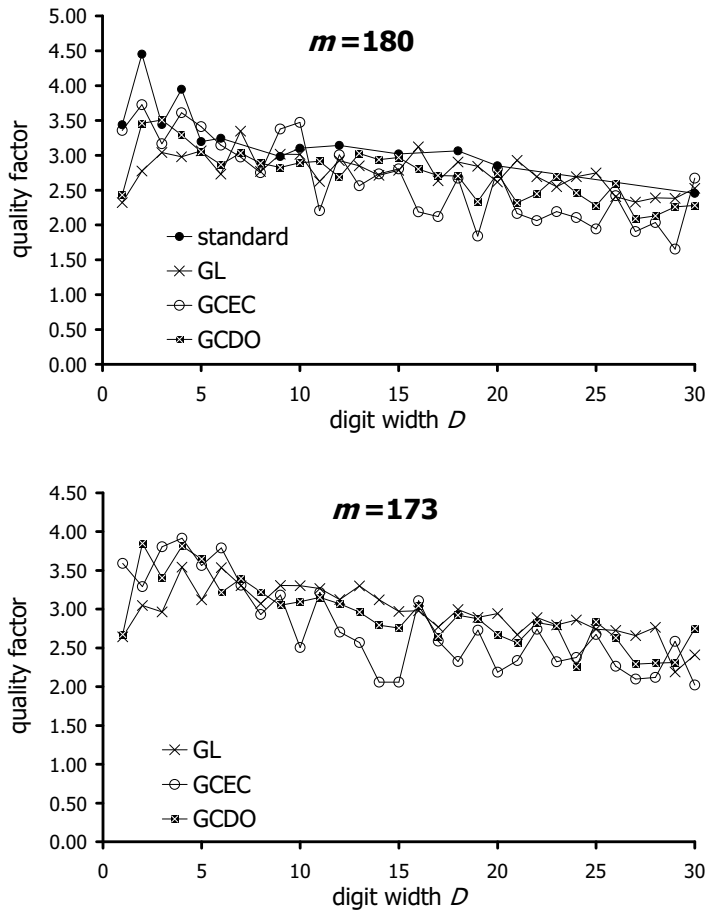 5.00
m=180
4.50
4.00
3.50
3.00
2.50
2.00
1.50
1.00
0.50
0.00
quality factor
standard
GL
GCEC
GCDO
0 5 10 15 20 25 30
digit width D
4.50
m=173
4.00
3.50
3.00
2.50
2.00
1.50
1.00
0.50
0.00
quality factor
GL
GCEC
GCDO
0 5 10 15 20 25 30
digit width D